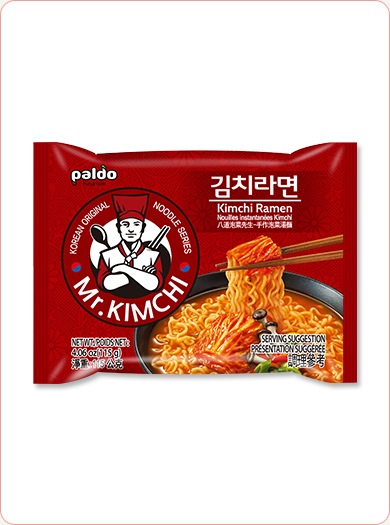 paldo
김치라면
Kimchi Ramen
Nouilles instantanées Kimchi
八道泡菜先生-手作泡菜湯麵
KOREAN ORIGINAL
NOODLE SERIES
Mr.KIMCHI
NET WT. POIDS NET:
4.06 oz(115 g)
淨重: 115 公克
SERVING SUGGESTION
PRÉSENTATION SUGGÉRÉE
調理參考